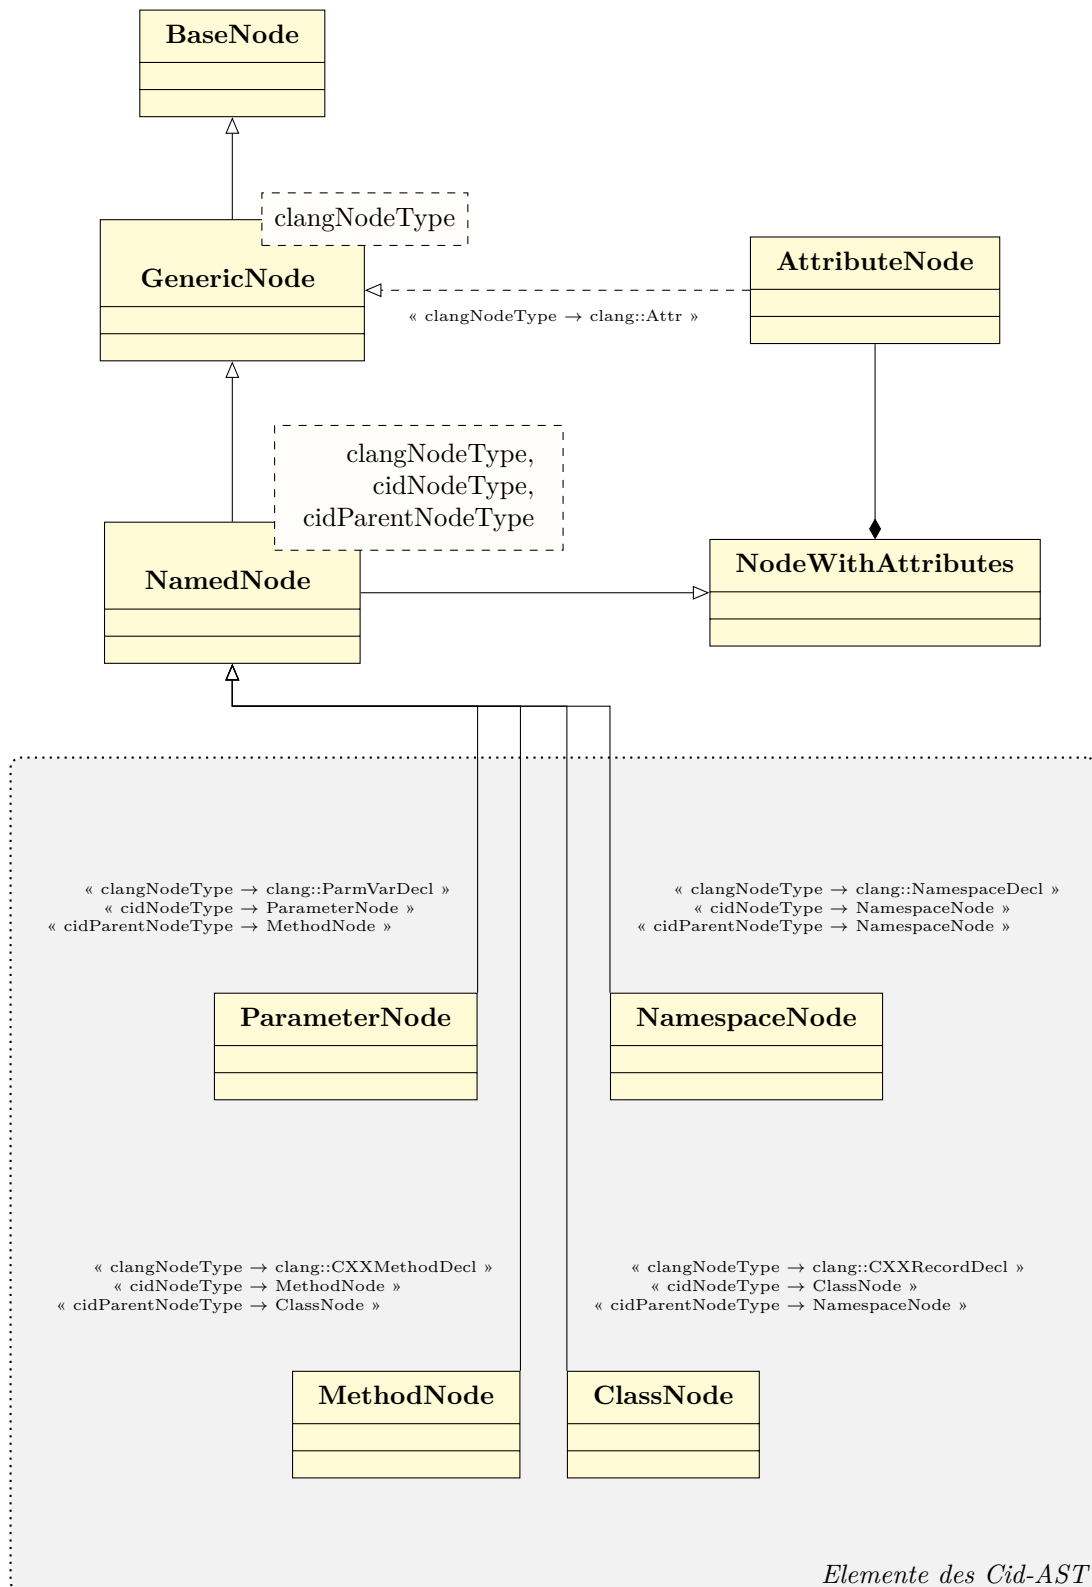 BaseNode
clangNodeType
GenericNode
AttributeNode
« clangNodeType → clang::Attr »
clangNodeType,
cidNodeType,
cidParentNodeType
NamedNode
NodeWithAttributes
« clangNodeType → clang::ParmVarDecl »
« cidNodeType → ParameterNode »
« cidParentNodeType → MethodNode »
« clangNodeType → clang::NamespaceDecl »
« cidNodeType → NamespaceNode »
« cidParentNodeType → NamespaceNode »
ParameterNode
NamespaceNode
« clangNodeType → clang::CXXMethodDecl »
« cidNodeType → MethodNode »
« cidParentNodeType → ClassNode »
« clangNodeType → clang::CXXRecordDecl »
« cidNodeType → ClassNode »
« cidParentNodeType → NamespaceNode »
MethodNode
ClassNode
Elemente des Cid-AST